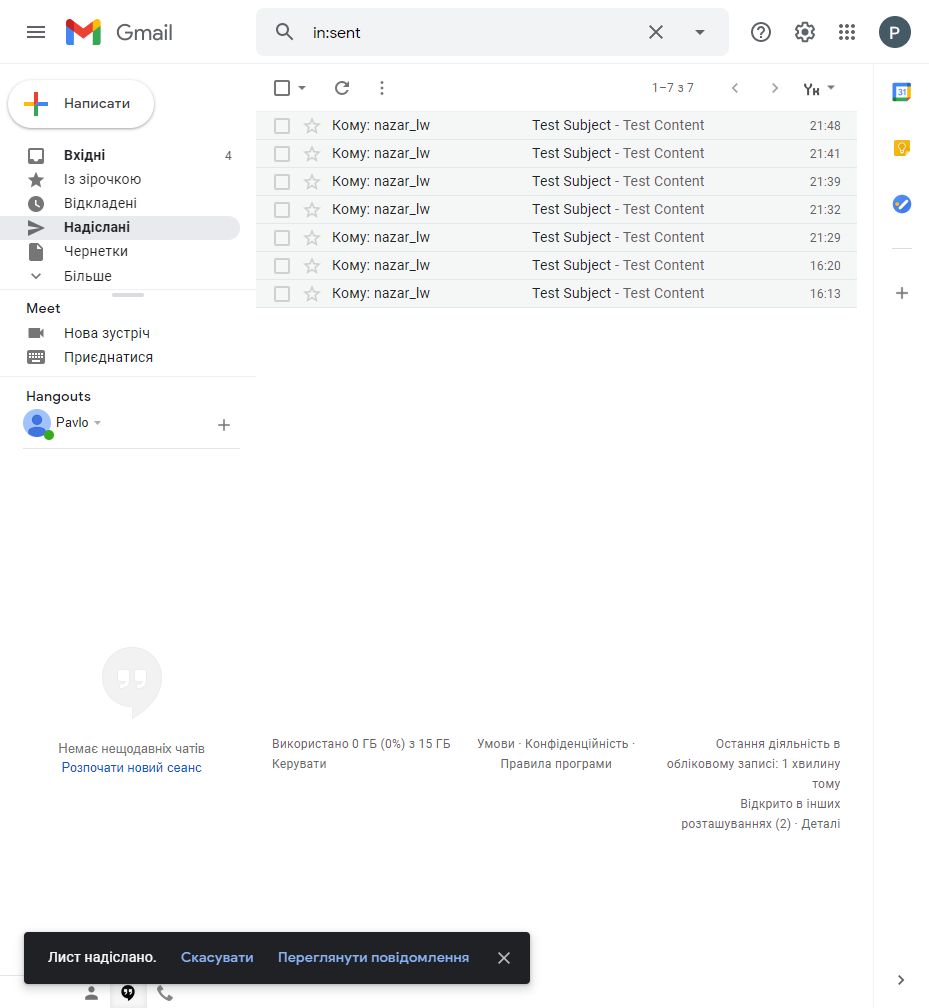 Gmail
in:sent
P
Написати
Вхідні 4
Із зірочкою
Відкладені
Надіслані
Чернетки
Більше
Meet
Нова зустріч
Приєднатися
Hangouts
Pavlo
Немає нещодавніх чатів
Розпочати новий сеанс
1–7 з 7
Ук
Кому: nazar_lw Test Subject - Test Content 21:48
Кому: nazar_lw Test Subject - Test Content 21:41
Кому: nazar_lw Test Subject - Test Content 21:39
Кому: nazar_lw Test Subject - Test Content 21:32
Кому: nazar_lw Test Subject - Test Content 21:29
Кому: nazar_lw Test Subject - Test Content 16:20
Кому: nazar_lw Test Subject - Test Content 16:13
31
Використано 0 ГБ (0%) з 15 ГБ
Керувати
Умови · Конфіденційність ·
Правила програми
Остання діяльність в
обліковому записі: 1 хвилину
тому
Відкрито в інших
розташуваннях (2) · Деталі
Лист надіслано. Скасувати Переглянути повідомлення